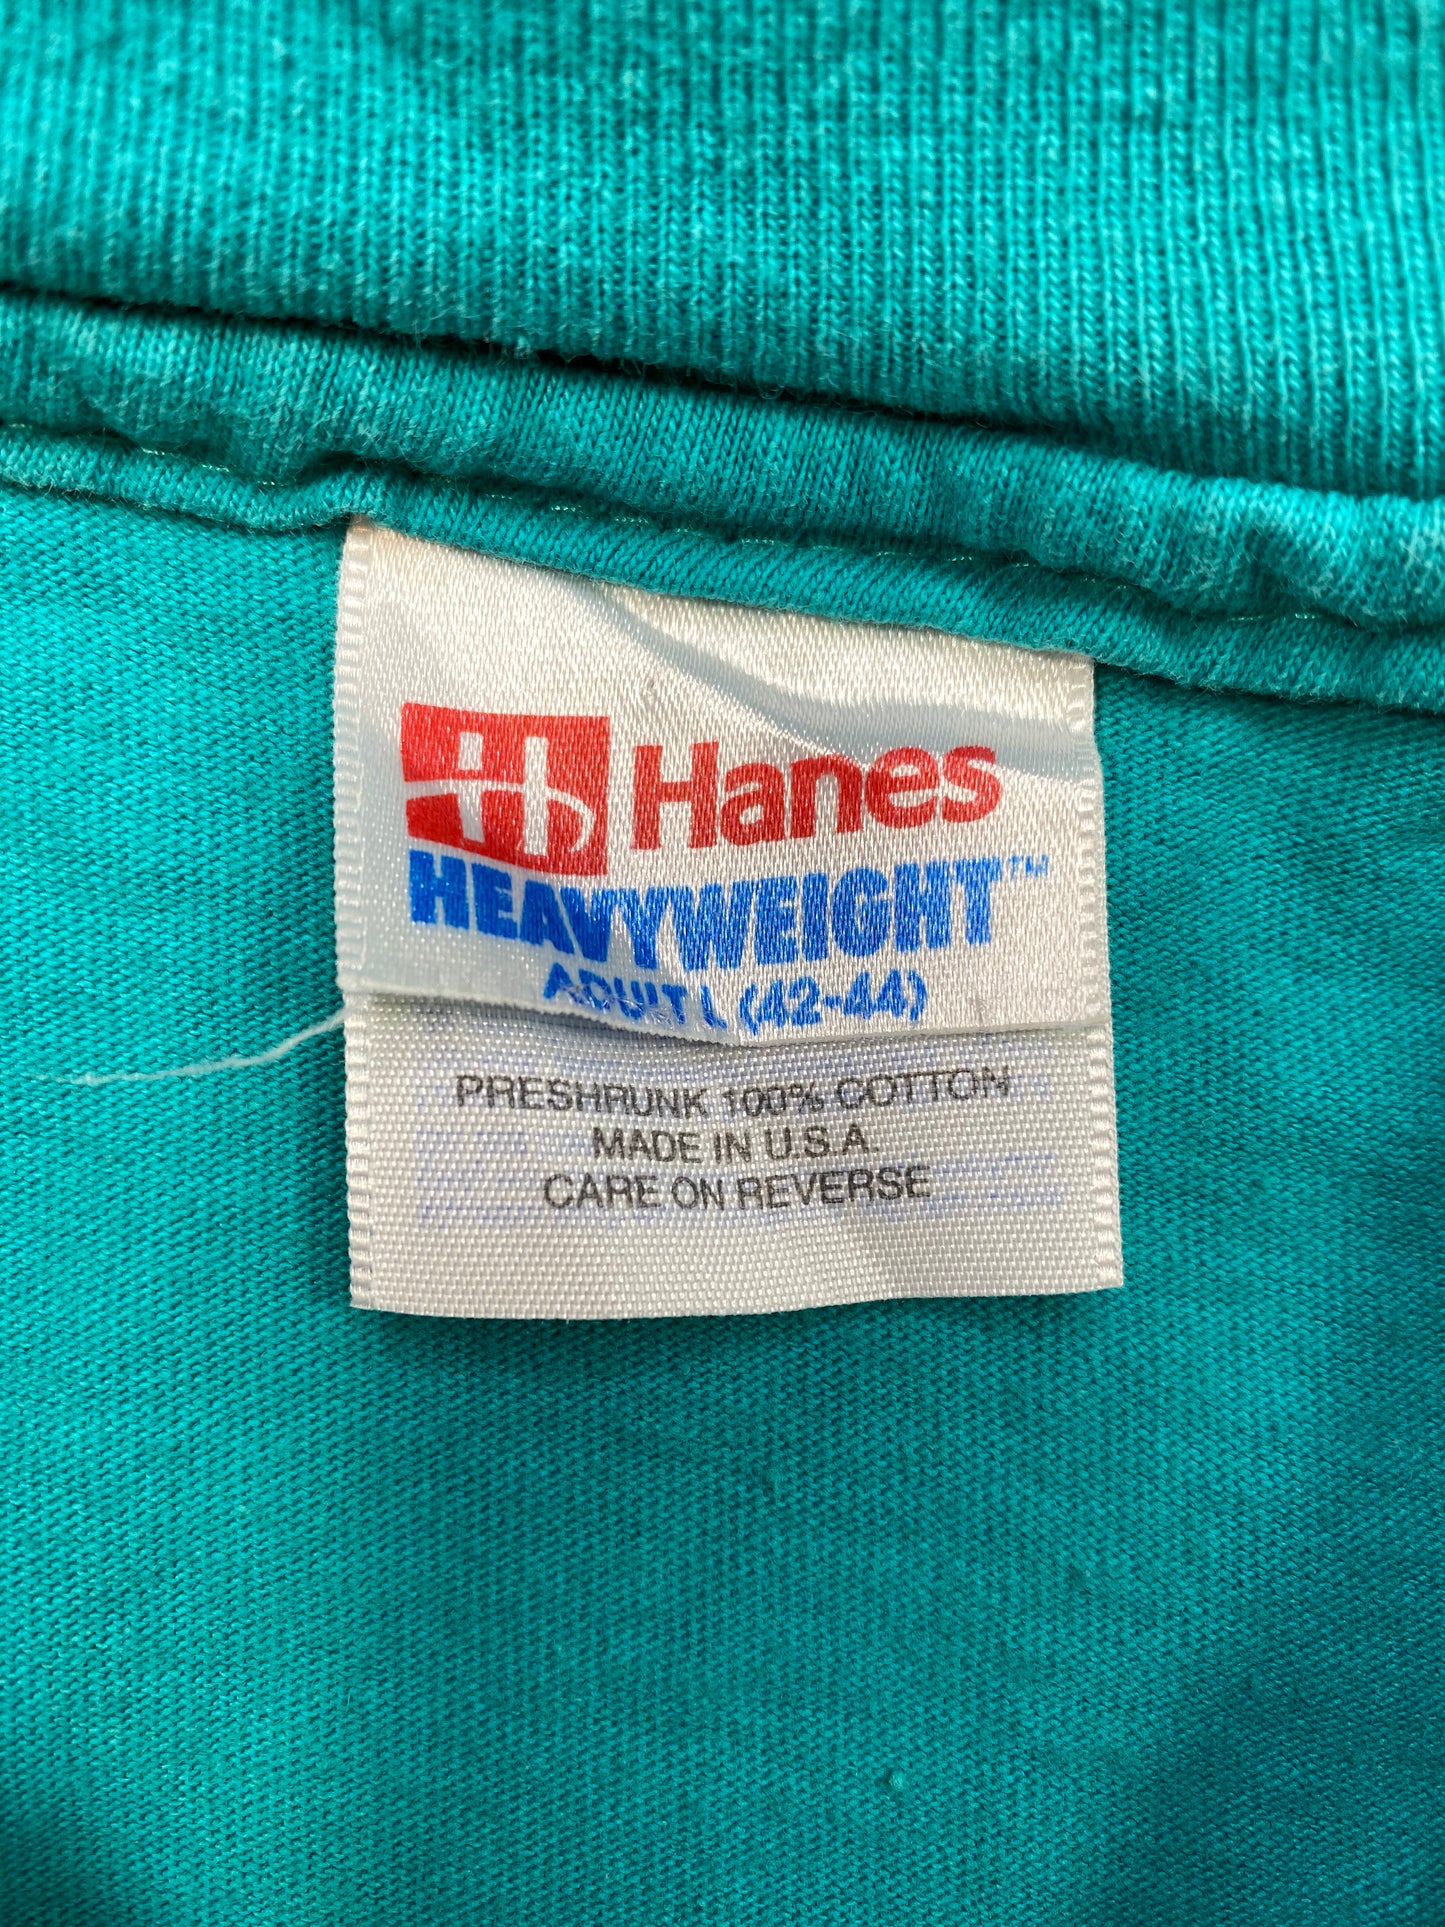 Hanes
HEAVYWEIGHT™
ADULT L (42-44)
PRESHRUNK 100% COTTON
MADE IN U.S.A.
CARE ON REVERSE